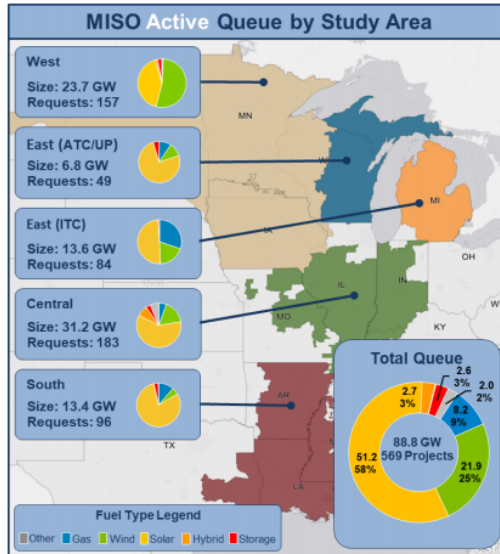 MISO Active Queue by Study Area
West
Size: 23.7 GW
Requests: 157
East (ATC/UP)
Size: 6.8 GW
Requests: 49
East (ITC)
Size: 13.6 GW
Requests: 84
Central
Size: 31.2 GW
Requests: 183
South
Size: 13.4 GW
Requests: 96
MN
MI
IA
OH
IL
IN
MO
KY
AR
TX
LA
Total Queue
2.6
3%
2.0
2%
2.7
3%
8.2
9%
88.8 GW
569 Projects
51.2
58%
21.9
25%
Fuel Type Legend
Other Gas Wind Solar Hybrid Storage